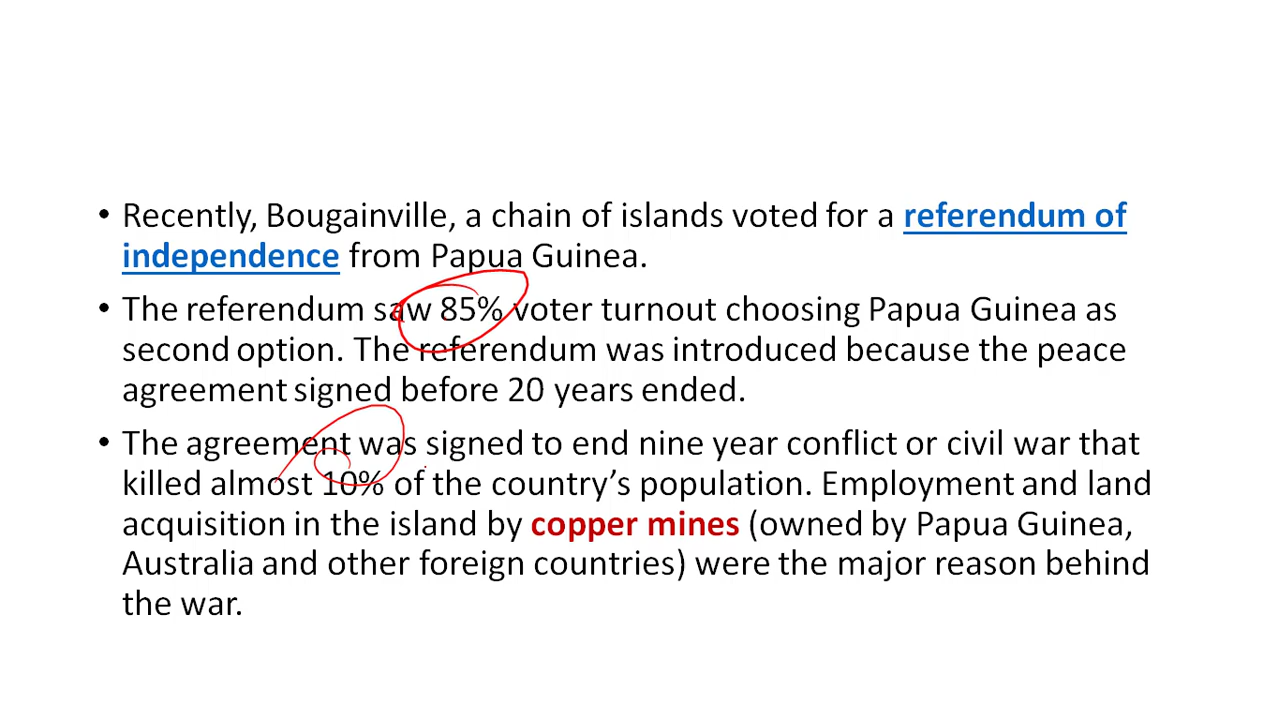 • Recently, Bougainville, a chain of islands voted for a referendum of
independence from Papua Guinea.
• The referendum saw 85% voter turnout choosing Papua Guinea as
second option. The referendum was introduced because the peace
agreement signed before 20 years ended.
• The agreement was signed to end nine year conflict or civil war that
killed almost 10% of the country’s population. Employment and land
acquisition in the island by copper mines (owned by Papua Guinea,
Australia and other foreign countries) were the major reason behind
the war.